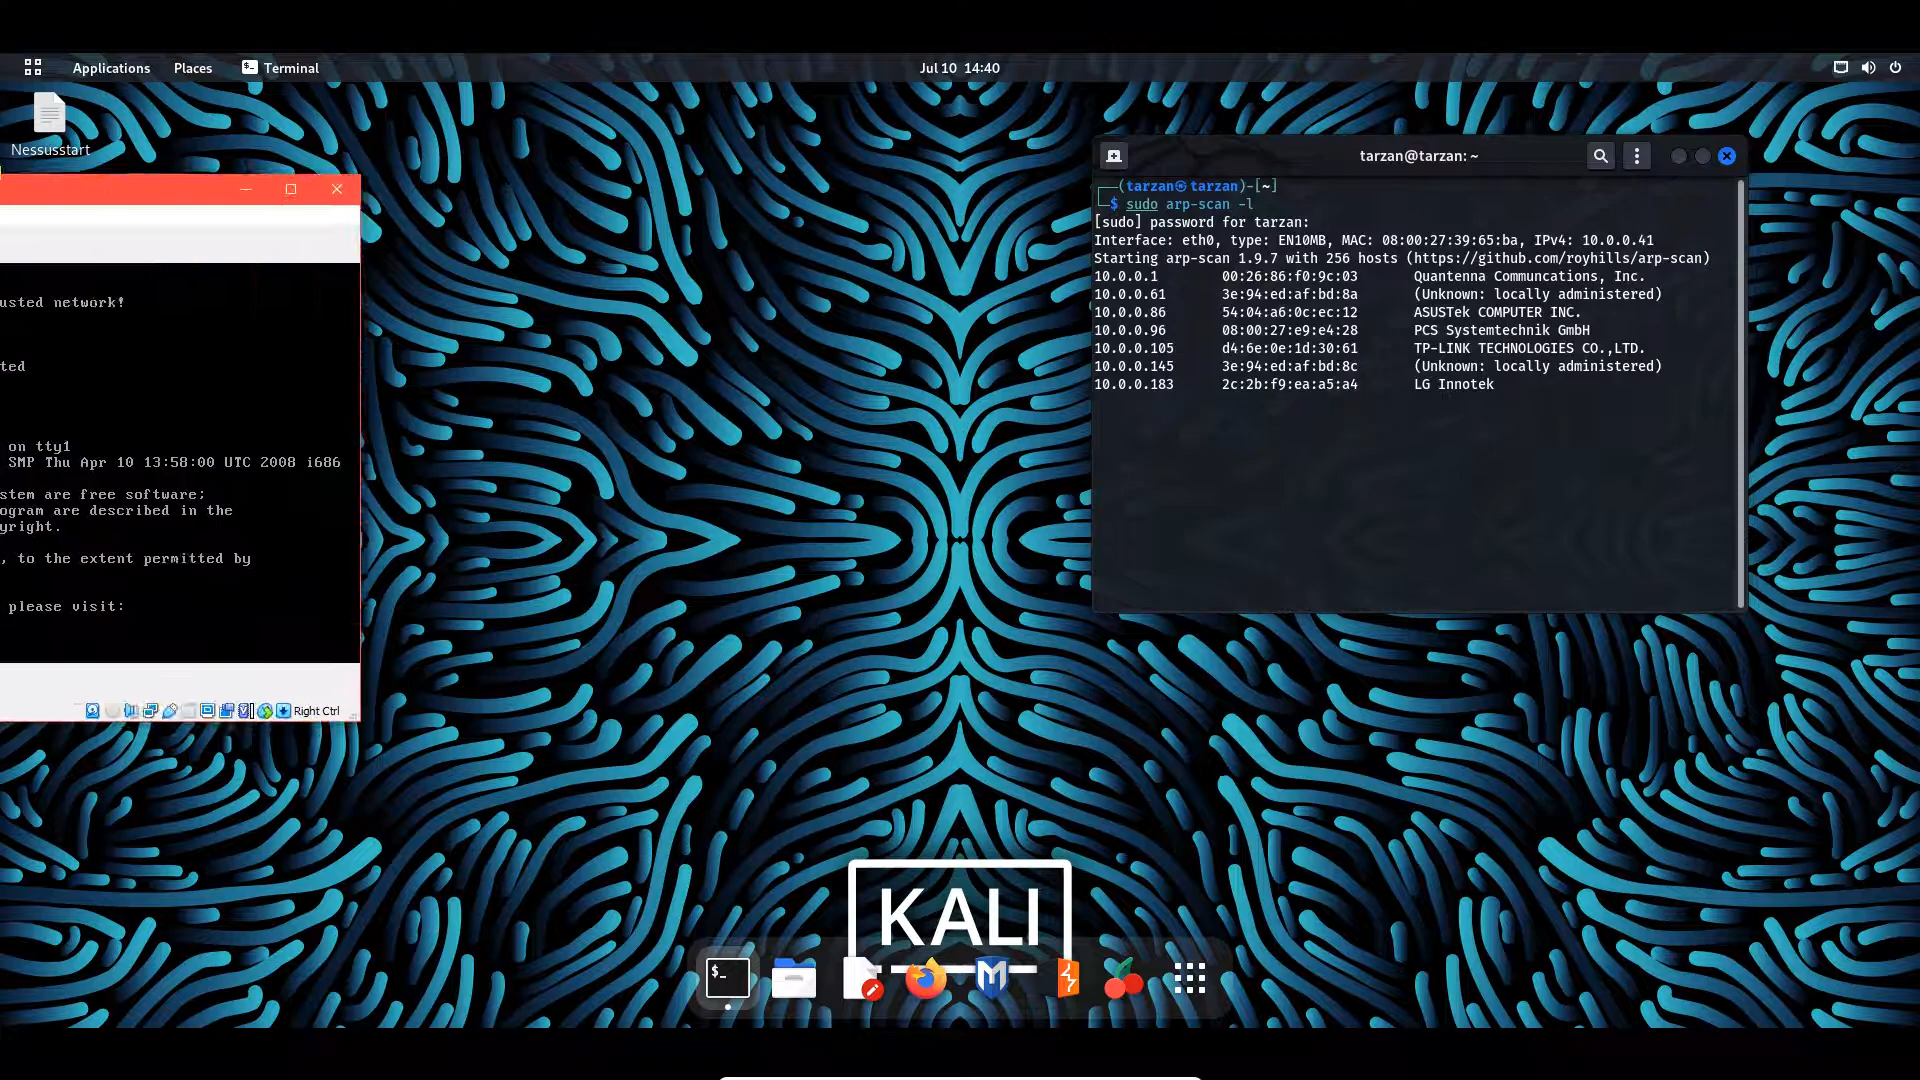 Applications Places Terminal Jul 10 14:40
Nessusstart
usted network!
ted
on tty1
SMP Thu Apr 10 13:58:00 UTC 2008 i686
stem are free software;
ogram are described in the
yright.
, to the extent permitted by
please visit:
Right Ctrl
tarzan@tarzan: ~
(tarzan㉿tarzan)-[~]
$ sudo arp-scan -l
[sudo] password for tarzan:
Interface: eth0, type: EN10MB, MAC: 08:00:27:39:65:ba, IPv4: 10.0.0.41
Starting arp-scan 1.9.7 with 256 hosts (https://github.com/royhills/arp-scan)
10.0.0.1 00:26:86:f0:9c:03 Quantenna Communcations, Inc.
10.0.0.61 3e:94:ed:af:bd:8a (Unknown: locally administered)
10.0.0.86 54:04:a6:0c:ec:12 ASUSTek COMPUTER INC.
10.0.0.96 08:00:27:e9:e4:28 PCS Systemtechnik GmbH
10.0.0.105 d4:6e:0e:1d:30:61 TP-LINK TECHNOLOGIES CO.,LTD.
10.0.0.145 3e:94:ed:af:bd:8c (Unknown: locally administered)
10.0.0.183 2c:2b:f9:ea:a5:a4 LG Innotek
KALI
$_